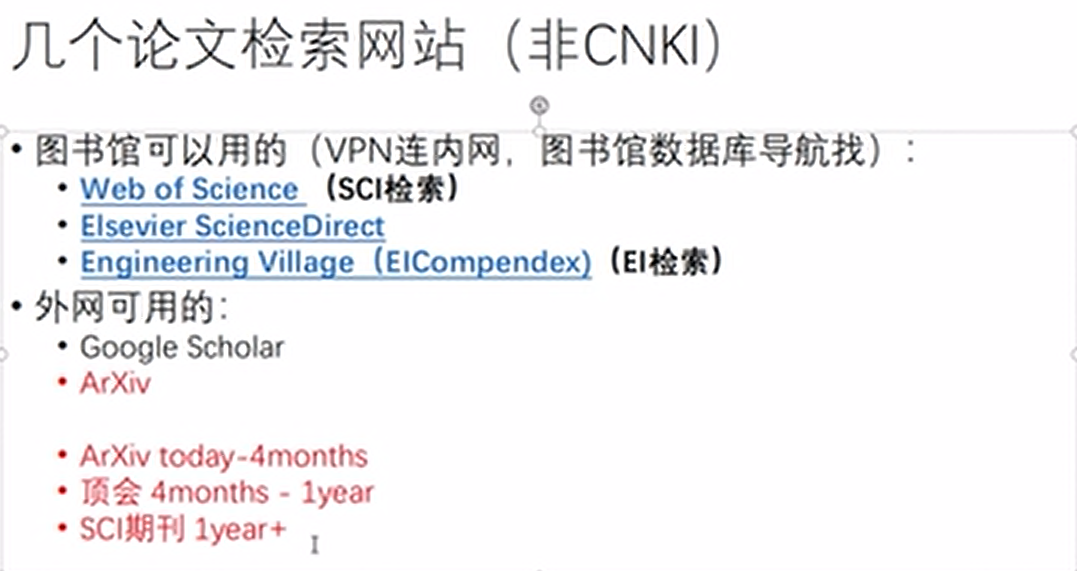 几个论文检索网站（非CNKI）
• 图书馆可以用的（VPN连内网，图书馆数据库导航找）:
• Web of Science （SCI检索）
• Elsevier ScienceDirect
• Engineering Village（EICompendex)（EI检索）
• 外网可用的:
• Google Scholar
• ArXiv
• ArXiv today-4months
• 顶会 4months - 1year
• SCI期刊 1year+